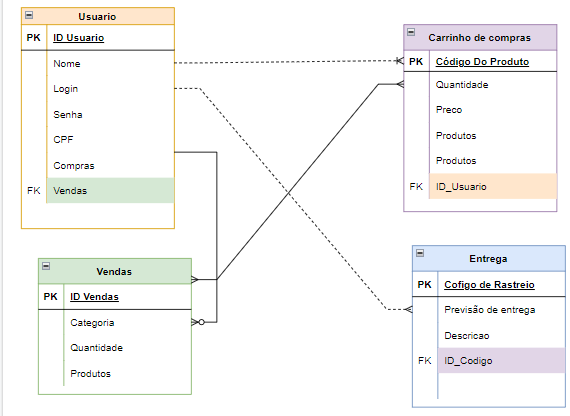 Usuario
PK ID Usuario
Nome
Login
Senha
CPF
Compras
FK Vendas
Carrinho de compras
PK Código Do Produto
Quantidade
Preco
Produtos
Produtos
FK ID_Usuario
Vendas
PK ID Vendas
Categoria
Quantidade
Produtos
Entrega
PK Cofigo de Rastreio
Previsão de entrega
Descricao
FK ID_Codigo